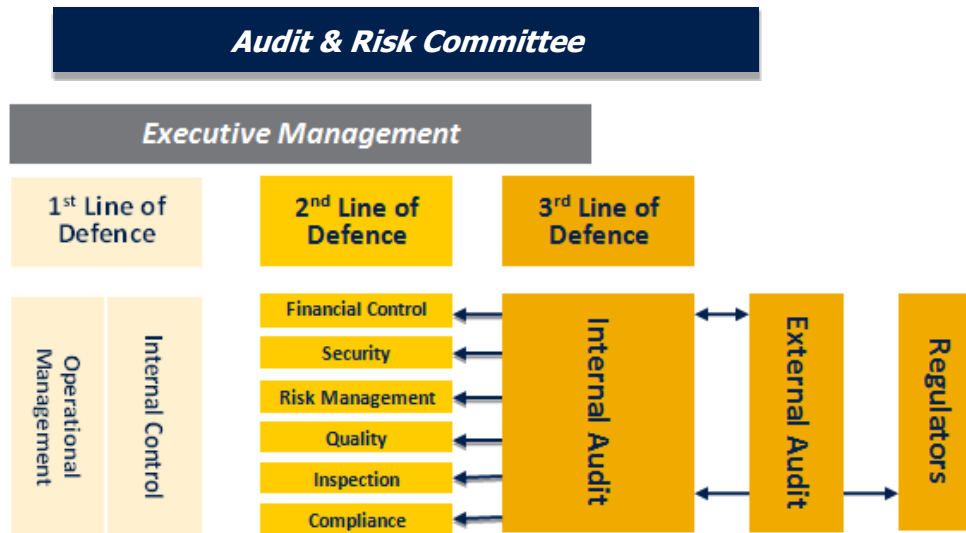 Audit & Risk Committee
Executive Management
1st Line of
Defence
2nd Line of
Defence
3rd Line of
Defence
Operational
Management
Internal Control
Financial Control
Security
Risk Management
Quality
Inspection
Compliance
Internal Audit
External Audit
Regulators